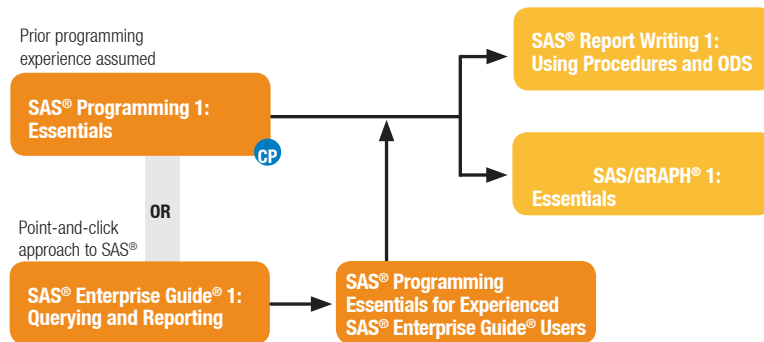 Prior programming
experience assumed
SAS® Programming 1:
Essentials
CP
OR
Point-and-click
approach to SAS®
SAS® Enterprise Guide® 1:
Querying and Reporting
SAS® Programming
Essentials for Experienced
SAS® Enterprise Guide® Users
SAS® Report Writing 1:
Using Procedures and ODS
SAS/GRAPH® 1:
Essentials